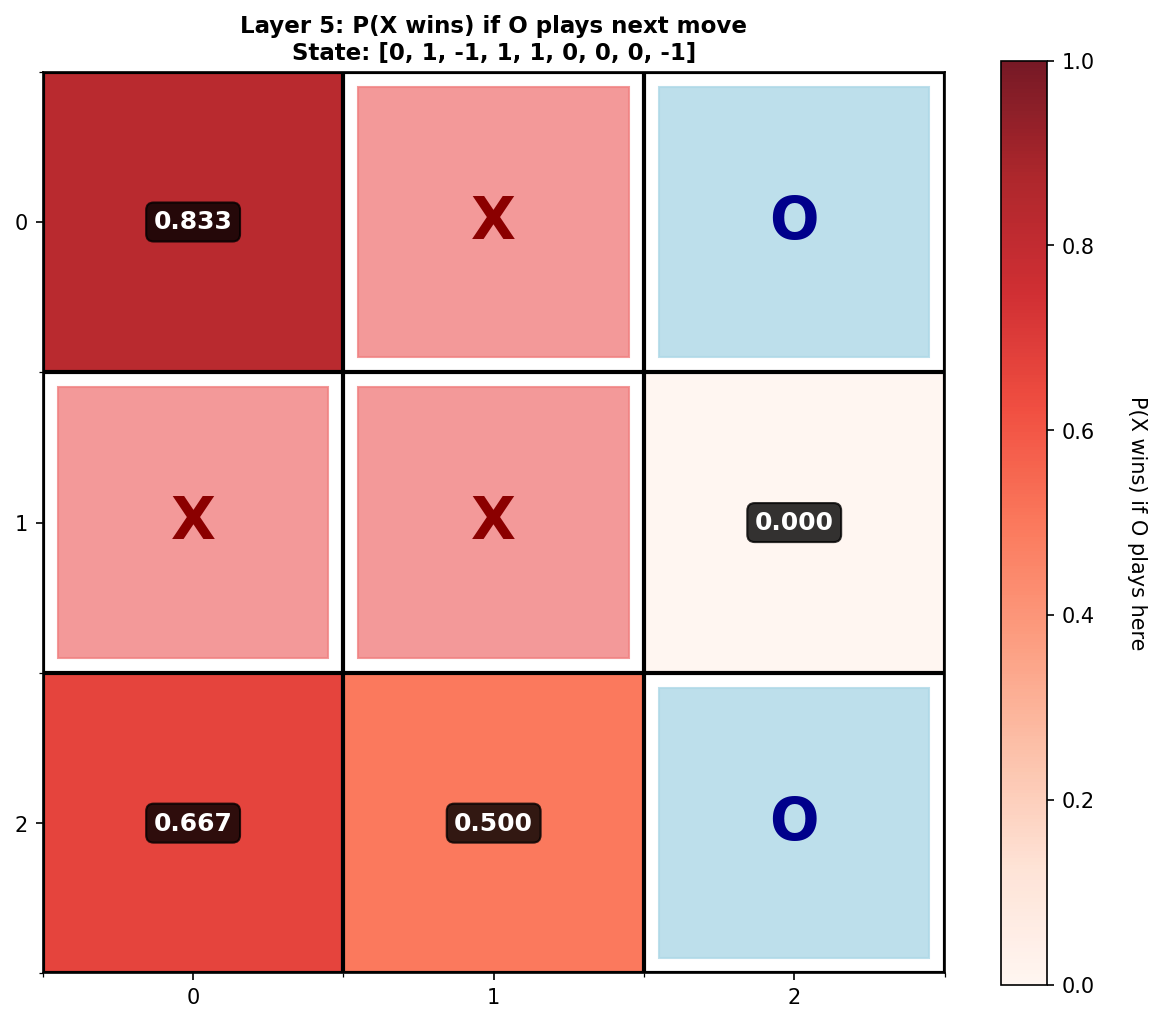 Layer 5: P(X wins) if O plays next move
State: [0, 1, -1, 1, 1, 0, 0, 0, -1]
0.833
X
O
X
X
0.000
0.667
0.500
O
0
1
2
0
1
2
1.0
0.8
0.6
0.4
0.2
0.0
P(X wins) if O plays here